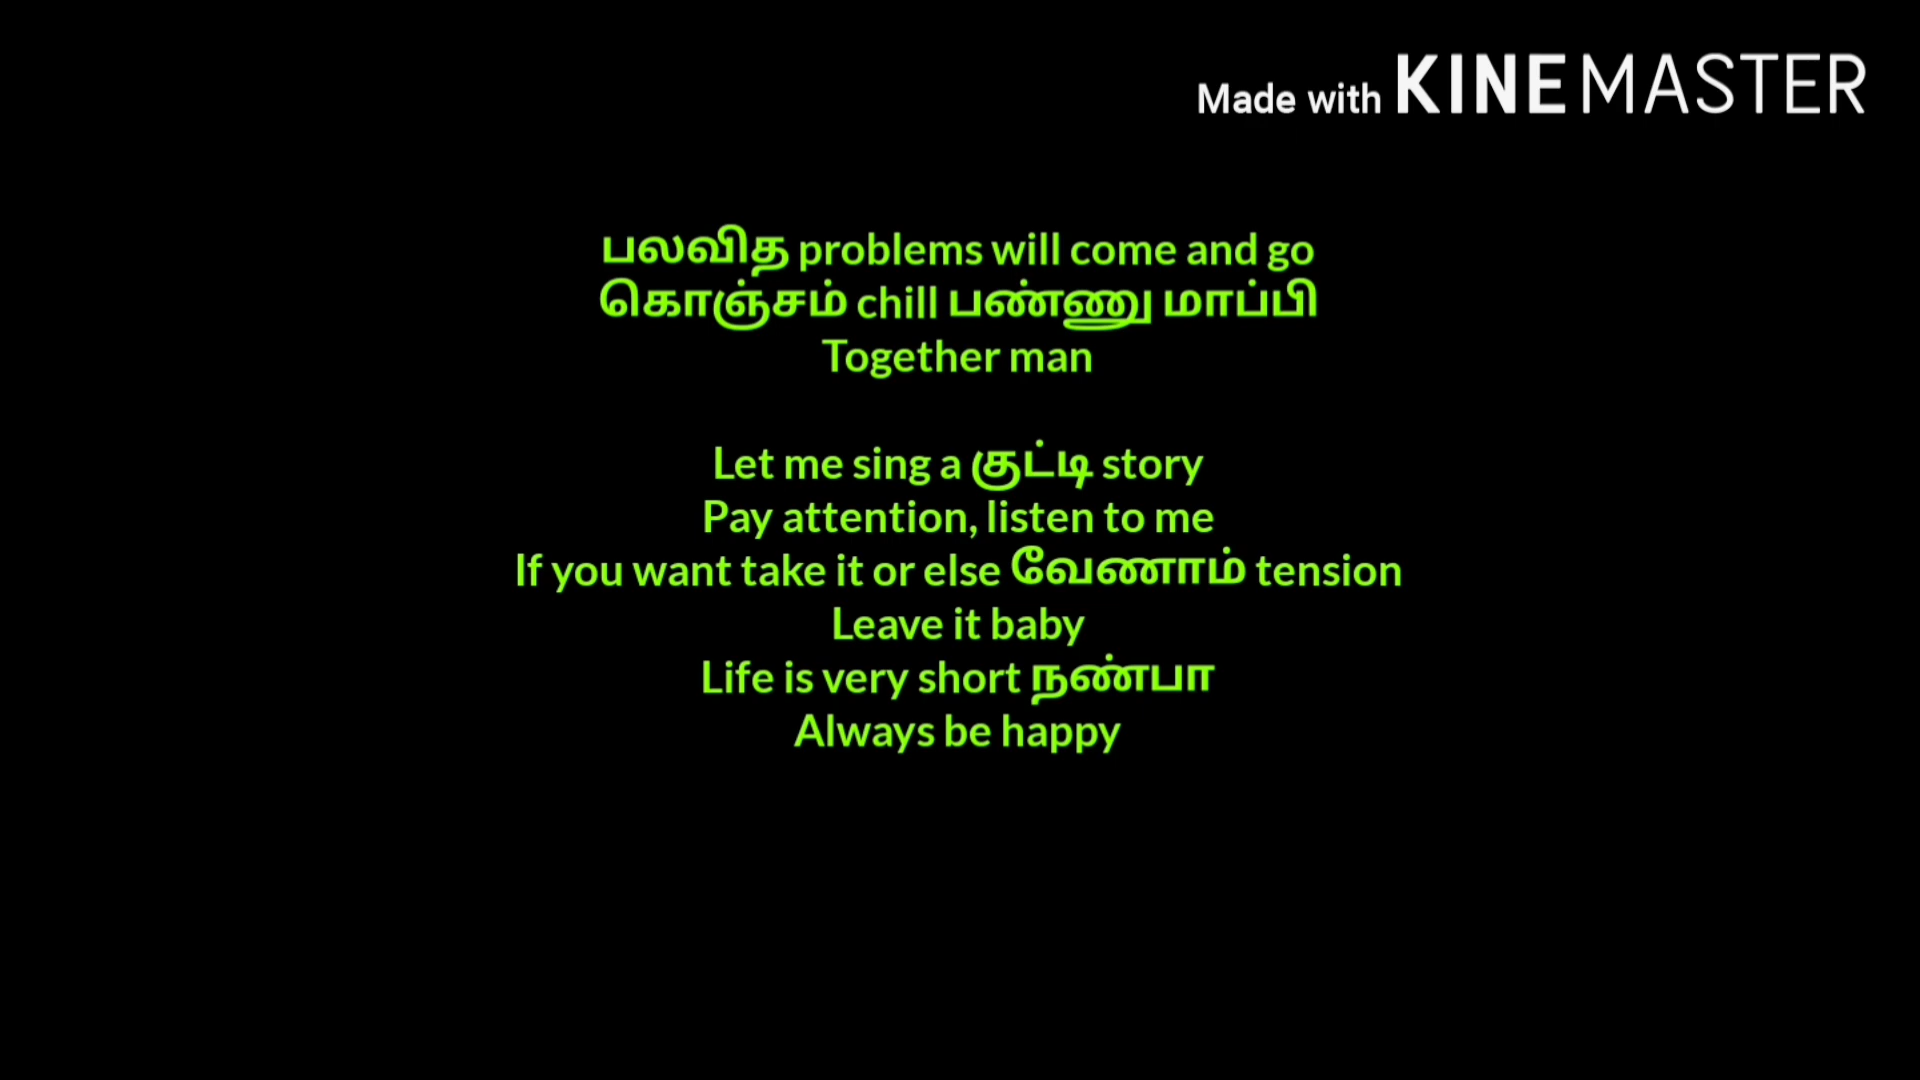 Made with KINEMASTER
பலவித problems will come and go
கொஞ்சம் chill பண்ணு மாப்பி
Together man
Let me sing a குட்டி story
Pay attention, listen to me
If you want take it or else வேணாம் tension
Leave it baby
Life is very short நண்பா
Always be happy